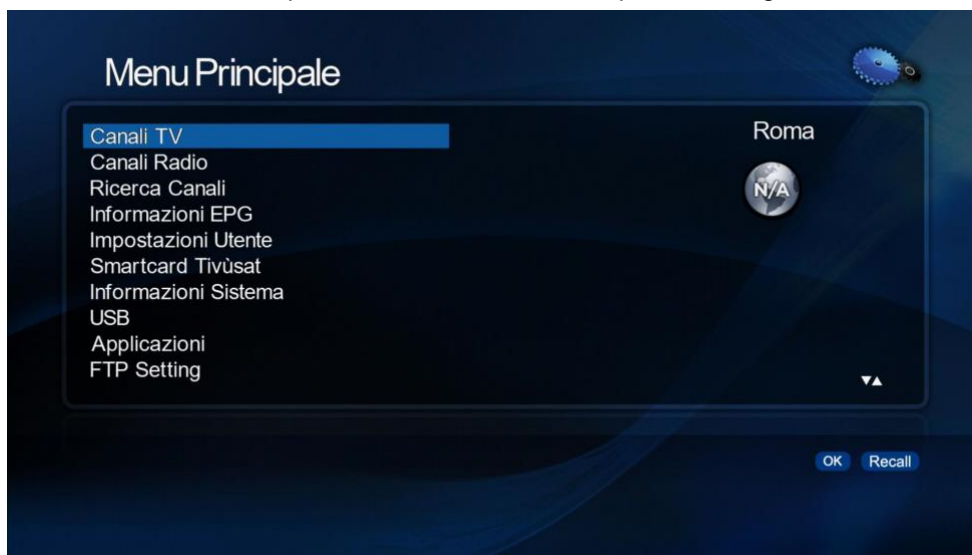 Menu Principale
Canali TV
Roma
Canali Radio
Ricerca Canali
N/A
Informazioni EPG
Impostazioni Utente
Smartcard Tivùsat
Informazioni Sistema
USB
Applicazioni
FTP Setting
OK Recall